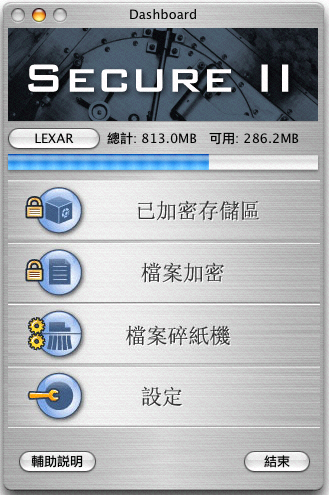 Dashboard
SECURE II
LEXAR 總計: 813.0MB 可用: 286.2MB
已加密存儲區
檔案加密
檔案碎紙機
設定
輔助說明 結束